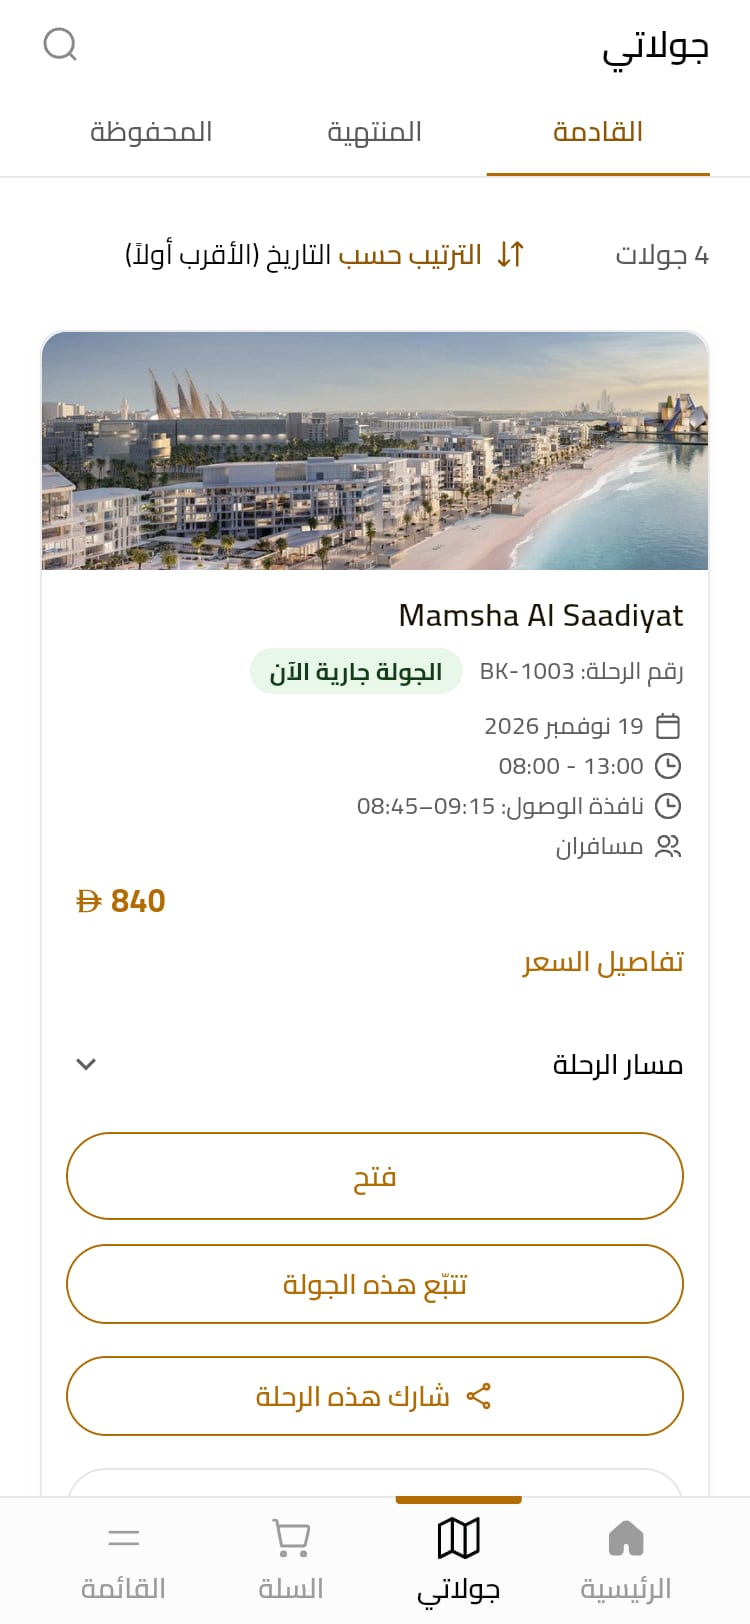 جولاتي
القادمة
المنتهية
المحفوظة
4 جولات
الترتيب حسب التاريخ (الأقرب أولاً)
Mamsha Al Saadiyat
رقم الرحلة: BK-1003
الجولة جارية الآن
19 نوفمبر 2026
08:00 - 13:00
نافذة الوصول: 08:45–09:15
مسافران
840
تفاصيل السعر
مسار الرحلة
فتح
تتبّع هذه الجولة
شارك هذه الرحلة
الرئيسية
جولاتي
السلة
القائمة